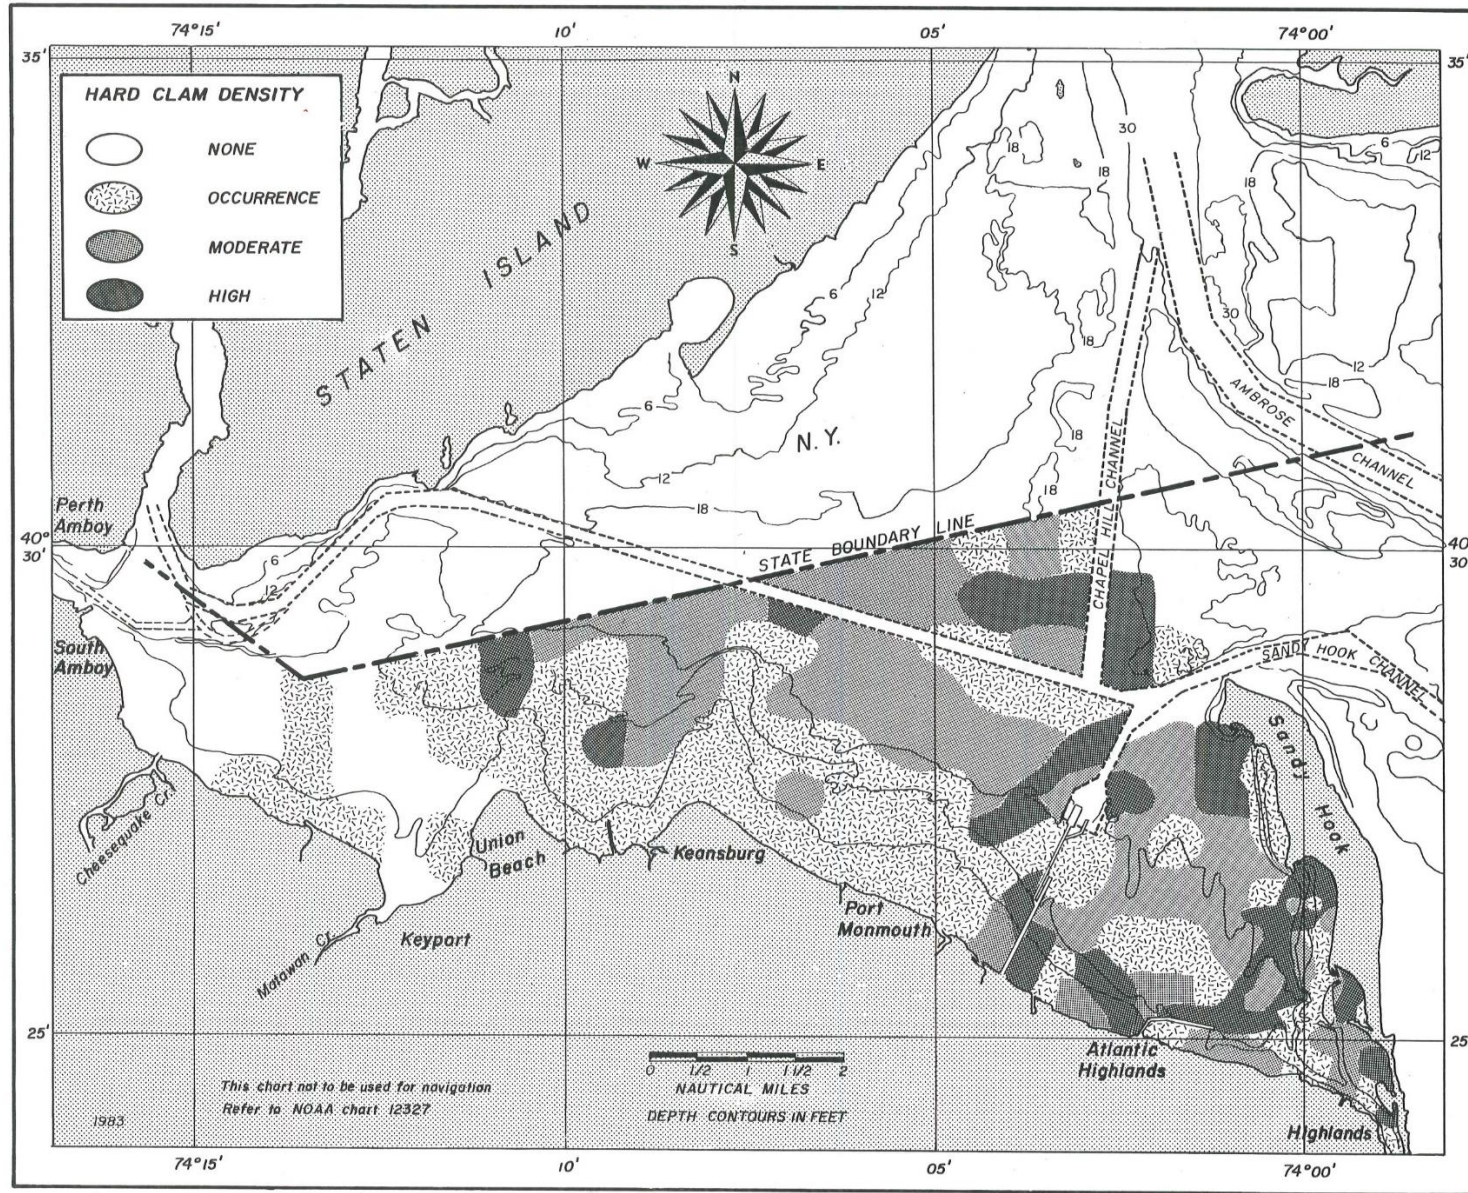 74°15'
10'
05'
74°00'
35'
35'
HARD CLAM DENSITY
NONE
OCCURRENCE
MODERATE
HIGH
N
W
E
S
STATEN ISLAND
30
18
18
18
6
12
6
12
18
30
18
12
18
6
N.Y.
12
18
18
18
AMBROSE CHANNEL
CHAPEL HILL CHANNEL
STATE BOUNDARY LINE
Perth
Amboy
40°
30'
40
30'
6
12
South
Amboy
SANDY HOOK CHANNEL
Sandy Hook
Cheesequake Cr.
Union
Beach
Keansburg
Port
Monmouth
Keyport
Matawan Cr.
25'
25'
Atlantic
Highlands
0 1/2 1 1 1/2 2
NAUTICAL MILES
DEPTH CONTOURS IN FEET
This chart not to be used for navigation
Refer to NOAA chart 12327
1983
Highlands
74°15'
10'
05'
74°00'